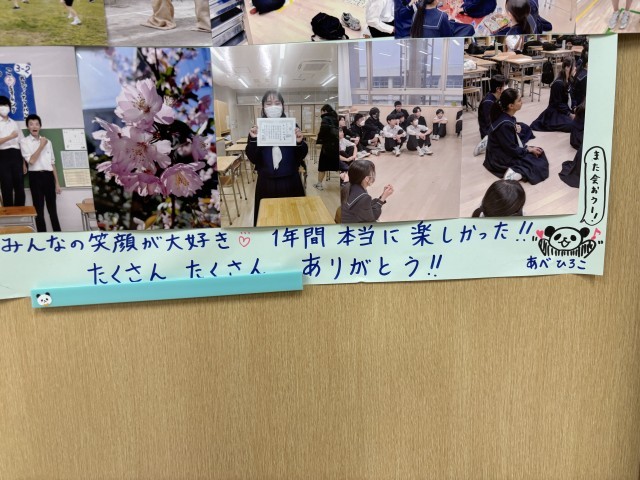 みんなの笑顔が大好き♡ 1年間 本当に 楽しかった!!
たくさん たくさん ありがとう!!
また会おうー!
あべ ひろこ